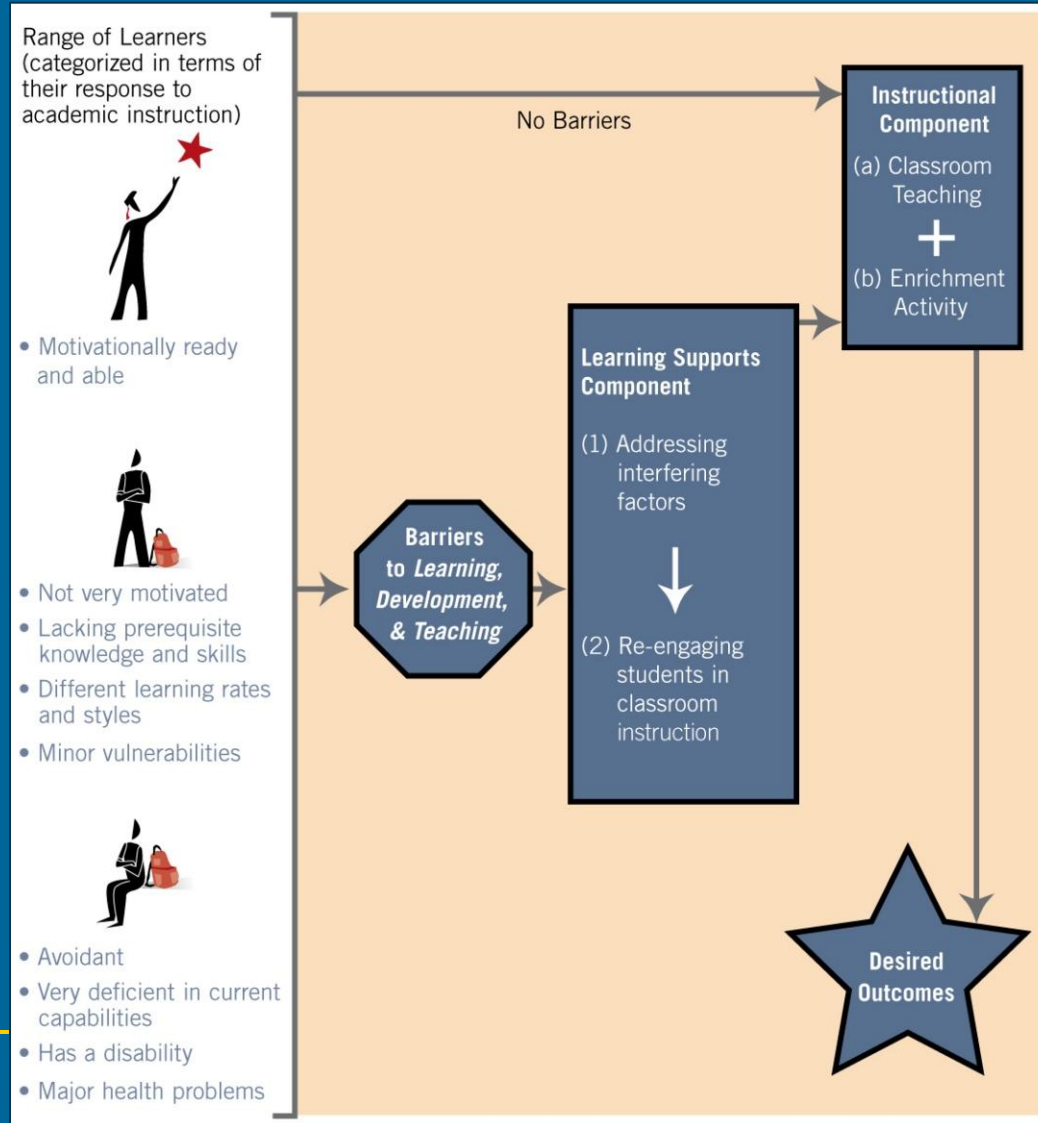 Range of Learners
(categorized in terms of
their response to
academic instruction)
• Motivationally ready
and able
• Not very motivated
• Lacking prerequisite
knowledge and skills
• Different learning rates
and styles
• Minor vulnerabilities
• Avoidant
• Very deficient in current
capabilities
• Has a disability
• Major health problems
No Barriers
Barriers
to Learning,
Development,
& Teaching
Learning Supports
Component
(1) Addressing
interfering
factors
(2) Re-engaging
students in
classroom
instruction
Instructional
Component
(a) Classroom
Teaching
+
(b) Enrichment
Activity
Desired
Outcomes